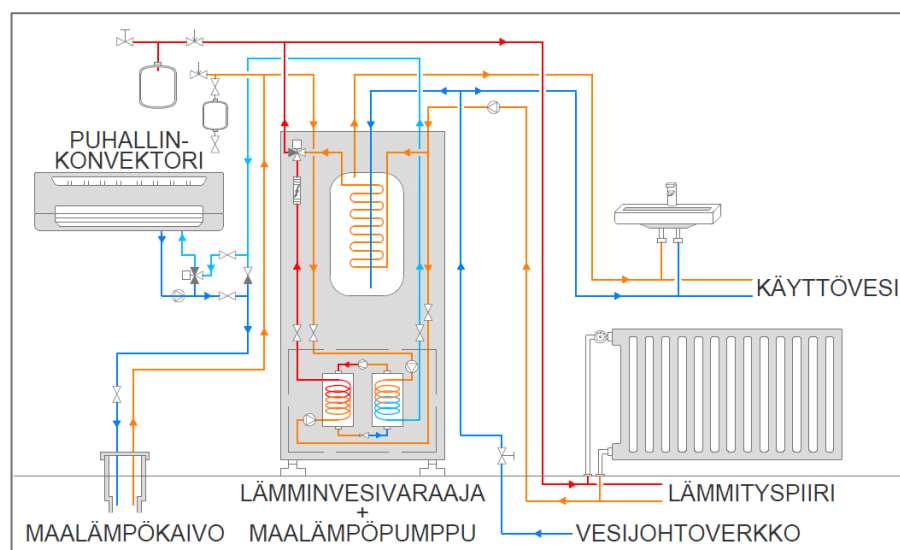 PUHALLIN-
KONVEKTORI
KÄYTTÖVESI
LÄMMITYSPIIRI
LÄMMINVESIVARAAJA
+
MAALÄMPÖPUMPPU
MAALÄMPÖKAIVO
VESIJOHTOVERKKO